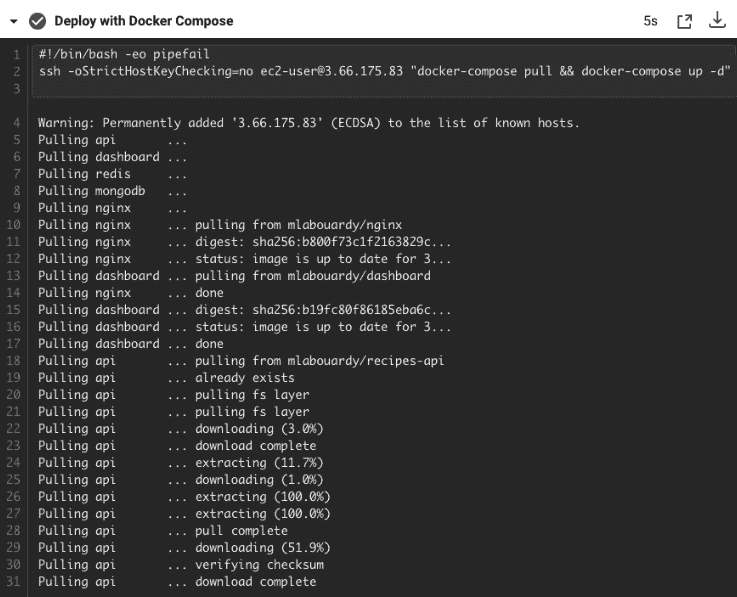 Deploy with Docker Compose 5s
1 #!/bin/bash -eo pipefail
2 ssh -oStrictHostKeyChecking=no ec2-user@3.66.175.83 "docker-compose pull && docker-compose up -d"
3
4 Warning: Permanently added '3.66.175.83' (ECDSA) to the list of known hosts.
5 Pulling api       ...
6 Pulling dashboard ...
7 Pulling redis     ...
8 Pulling mongodb   ...
9 Pulling nginx     ...
10 Pulling nginx     ... pulling from mlabouardy/nginx
11 Pulling nginx     ... digest: sha256:b800f73c1f2163829c...
12 Pulling nginx     ... status: image is up to date for 3...
13 Pulling dashboard ... pulling from mlabouardy/dashboard
14 Pulling nginx     ... done
15 Pulling dashboard ... digest: sha256:b19fc80f86185eba6c...
16 Pulling dashboard ... status: image is up to date for 3...
17 Pulling dashboard ... done
18 Pulling api       ... pulling from mlabouardy/recipes-api
19 Pulling api       ... already exists
20 Pulling api       ... pulling fs layer
21 Pulling api       ... pulling fs layer
22 Pulling api       ... downloading (3.0%)
23 Pulling api       ... download complete
24 Pulling api       ... extracting (11.7%)
25 Pulling api       ... downloading (1.0%)
26 Pulling api       ... extracting (100.0%)
27 Pulling api       ... extracting (100.0%)
28 Pulling api       ... pull complete
29 Pulling api       ... downloading (51.9%)
30 Pulling api       ... verifying checksum
31 Pulling api       ... download complete